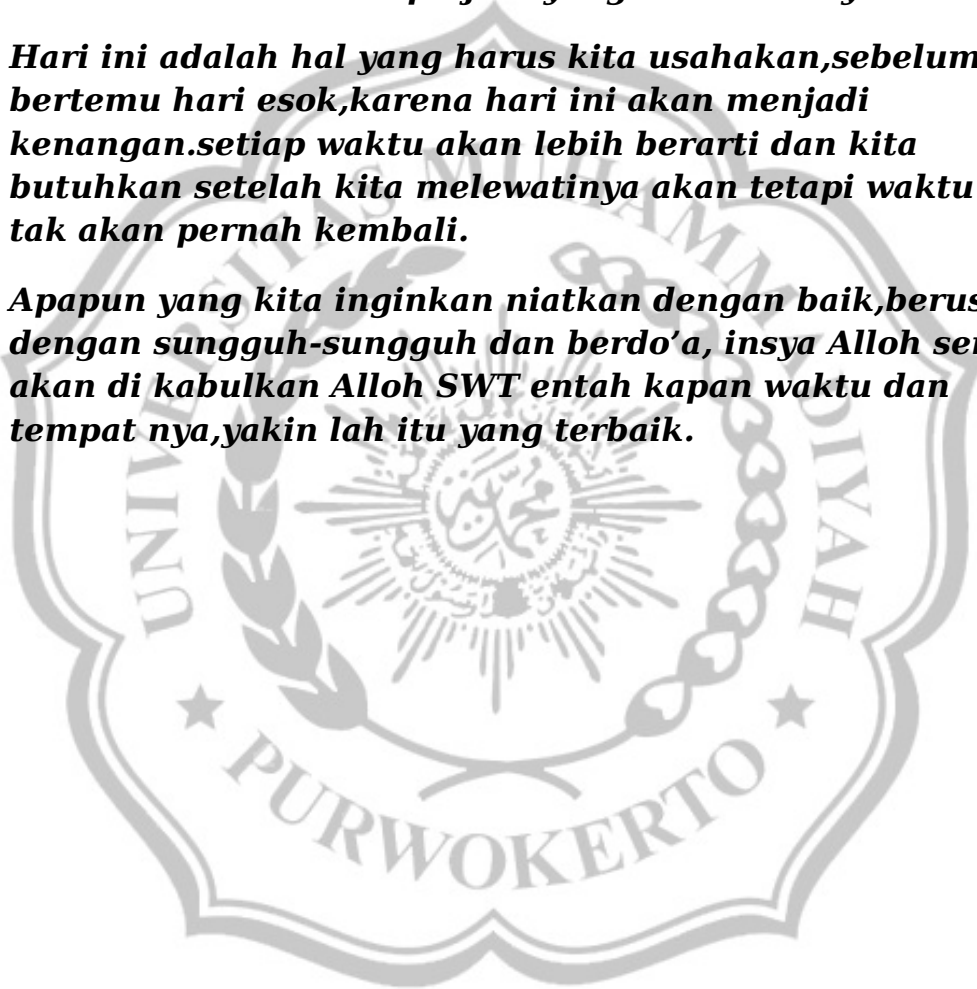 Hari ini adalah hal yang harus kita usahakan,sebelum
bertemu hari esok,karena hari ini akan menjadi
kenangan.setiap waktu akan lebih berarti dan kita
butuhkan setelah kita melewatinya akan tetapi waktu
tak akan pernah kembali.
Apapun yang kita inginkan niatkan dengan baik,
dengan sungguh-sungguh dan berdo’a, insya Alloh
akan di kabulkan Alloh SWT entah kapan waktu dan
tempat nya,yakin lah itu yang terbaik.
UNIVERSITAS MUHAMMADIYAH
PURWOKERTO